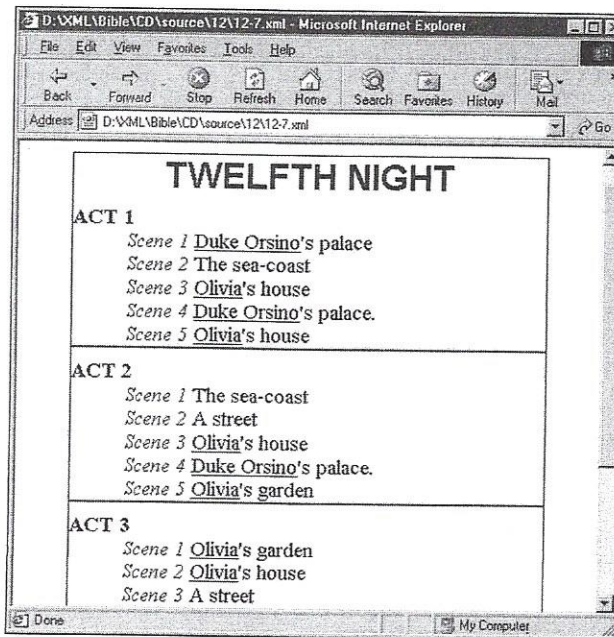 D:\XML\Bible\CD\source\12\12-7.xml - Microsoft Internet Explorer
File Edit View Favorites Tools Help
Back Forward Stop Refresh Home Search Favorites History Mail
Address D:\XML\Bible\CD\source\12\12-7.xml Go
TWELFTH NIGHT
ACT 1
Scene 1 Duke Orsino's palace
Scene 2 The sea-coast
Scene 3 Olivia's house
Scene 4 Duke Orsino's palace.
Scene 5 Olivia's house
ACT 2
Scene 1 The sea-coast
Scene 2 A street
Scene 3 Olivia's house
Scene 4 Duke Orsino's palace.
Scene 5 Olivia's garden
ACT 3
Scene 1 Olivia's garden
Scene 2 Olivia's house
Scene 3 A street
Done My Computer